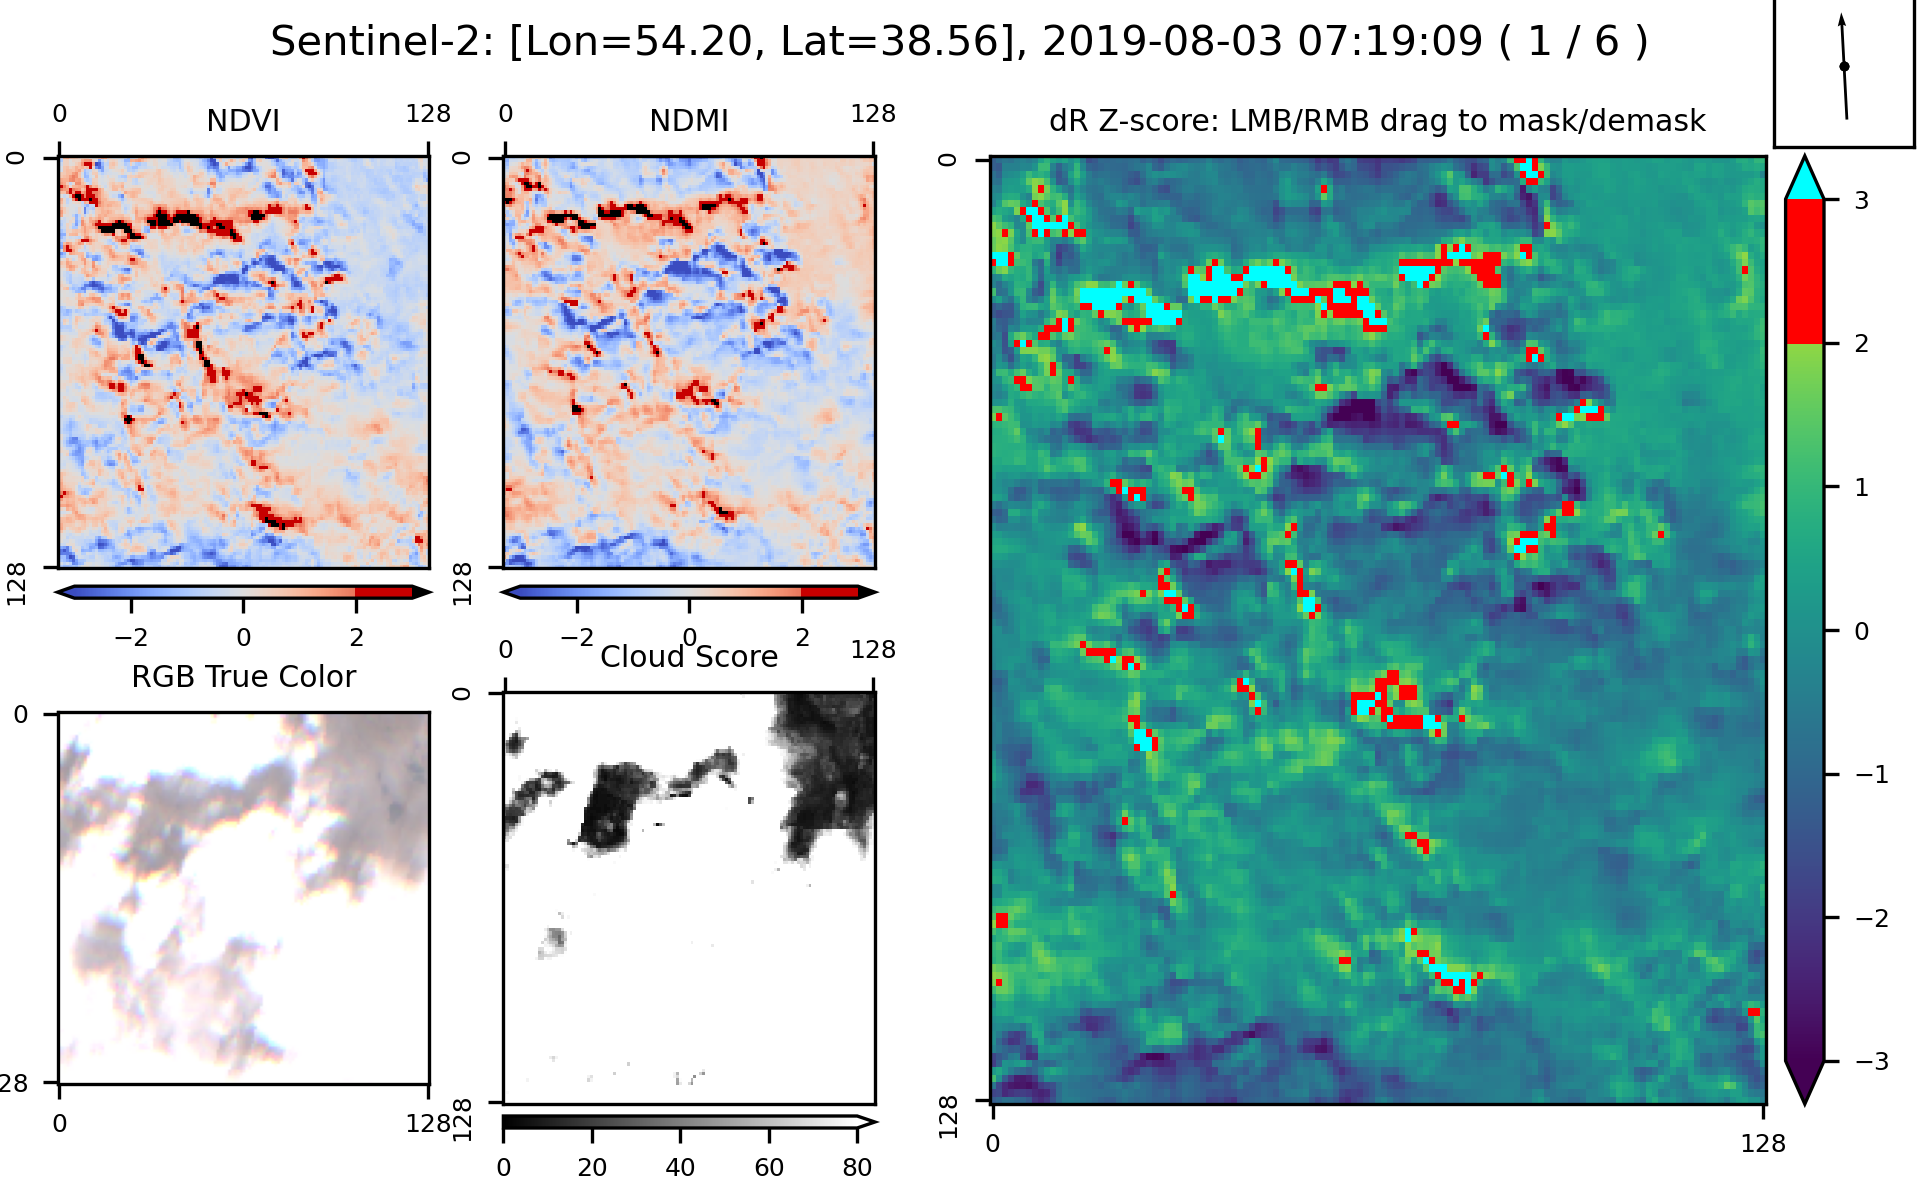 Sentinel-2: [Lon=54.20, Lat=38.56], 2019-08-03 07:19:09 ( 1 / 6 )
0 128 0 128
NDVI NDMI dR Z-score: LMB/RMB drag to mask/demask
0 0 0
128 128
−2 0 2 −2 0 2
0 128
RGB True Color Cloud Score
0 0
28 128 128
0 128
0 20 40 60 80
0 128
3
2
1
0
−1
−2
−3